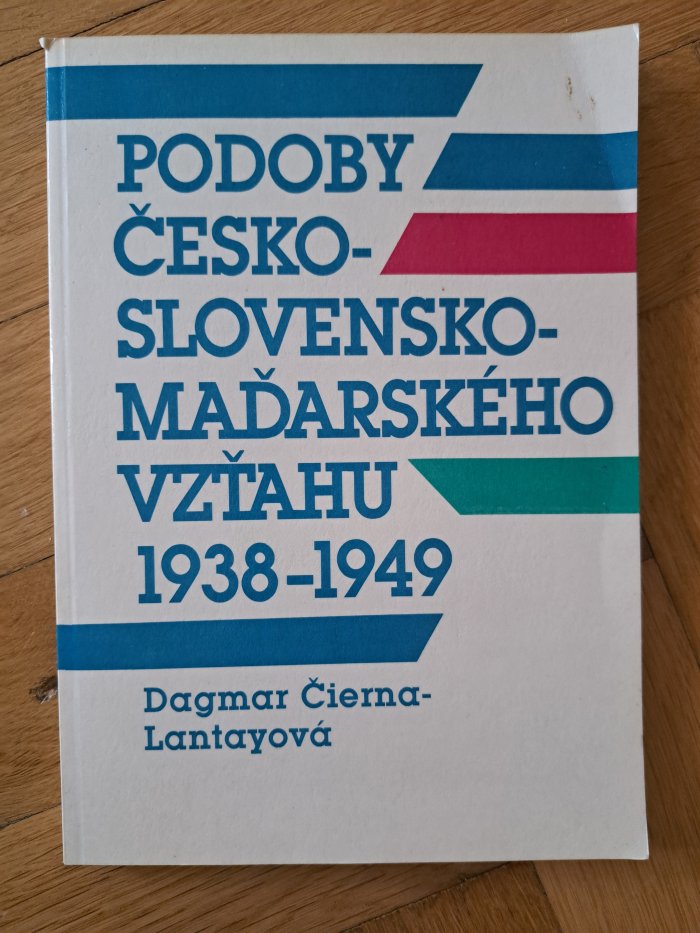 PODOBY
ČESKO-
SLOVENSKO-
MAĎARSKÉHO
VZŤAHU
1938–1949
Dagmar Čierna-
Lantayová